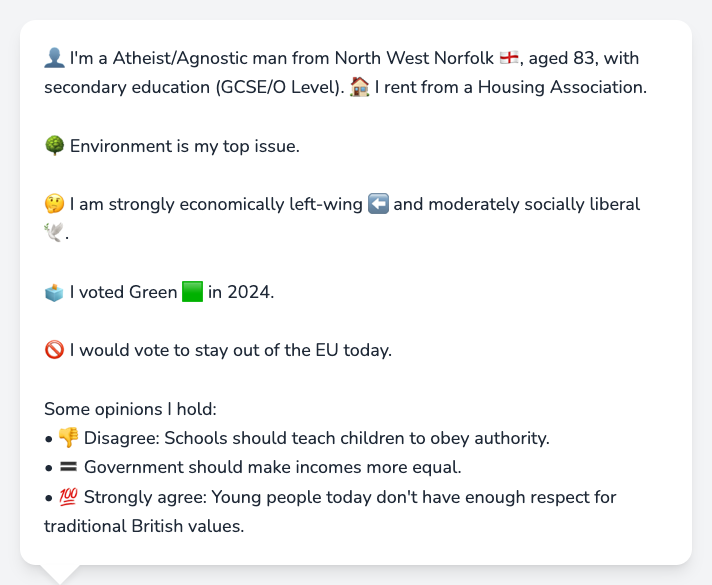 👤 I'm a Atheist/Agnostic man from North West Norfolk 🏴󠁧󠁢󠁥󠁮󠁧󠁿, aged 83, with
secondary education (GCSE/O Level). 🏠 I rent from a Housing Association.
🌳 Environment is my top issue.
🤔 I am strongly economically left-wing ⬅️ and moderately socially liberal
🕊️.
🗳️ I voted Green 🟩 in 2024.
🚫 I would vote to stay out of the EU today.
Some opinions I hold:
• 👎 Disagree: Schools should teach children to obey authority.
• 🟰 Government should make incomes more equal.
• 💯 Strongly agree: Young people today don't have enough respect for
traditional British values.